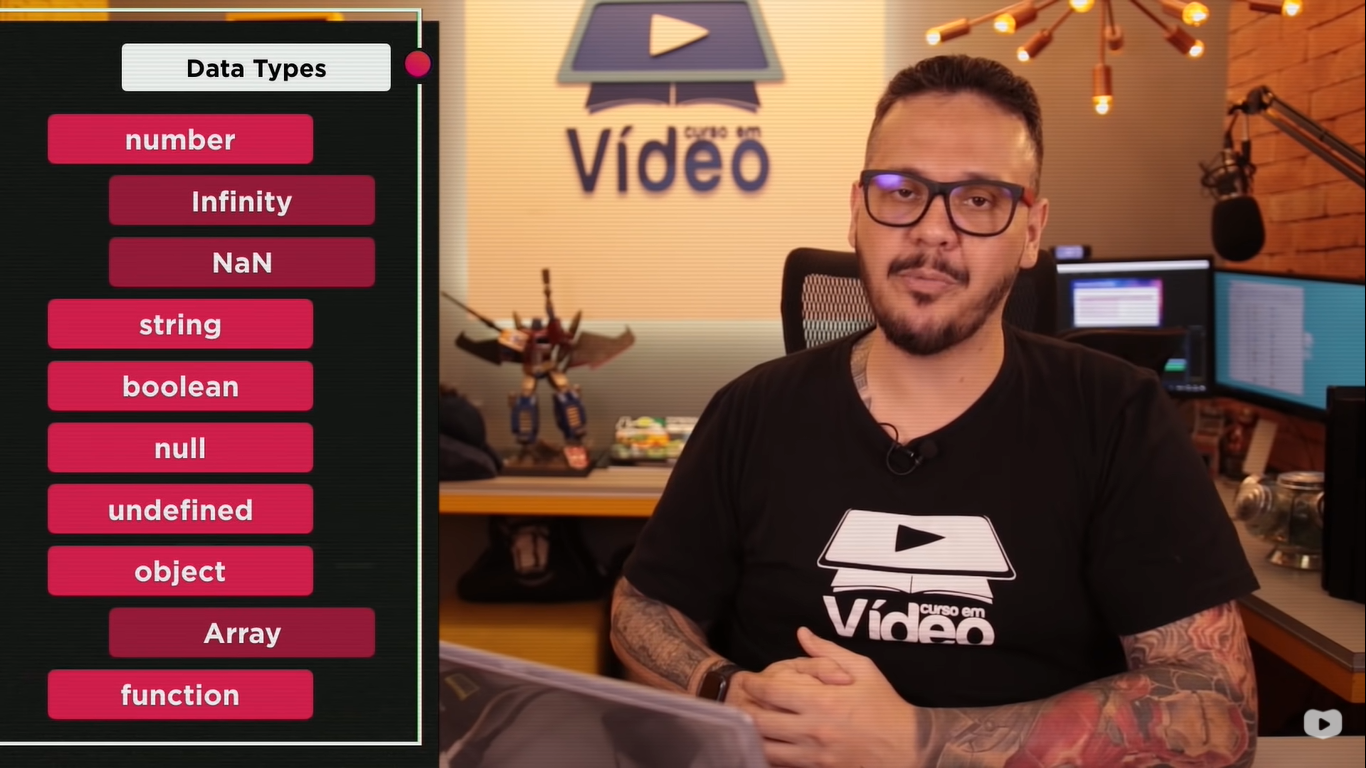 Data Types
number
Infinity
NaN
string
boolean
null
undefined
object
Array
function
curso em
Vídeo
curso em
Vídeo